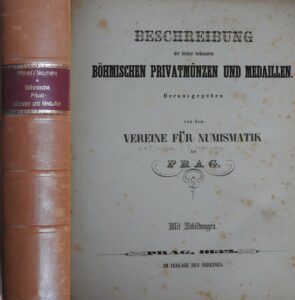 Miltner / Neumann
Böhmische
Privat-
Münzen und Medaillen
BESCHREIBUNG
der bisher bekannten
BÖHMISCHEN PRIVATMÜNZEN UND MEDAILLEN.
Herausgegeben
von dem
VEREINE FÜR NUMISMATIK
zu
PRAG.
Mit Abbildungen.
PRAG, 1852.
IM VERLAGE DES VEREINES.